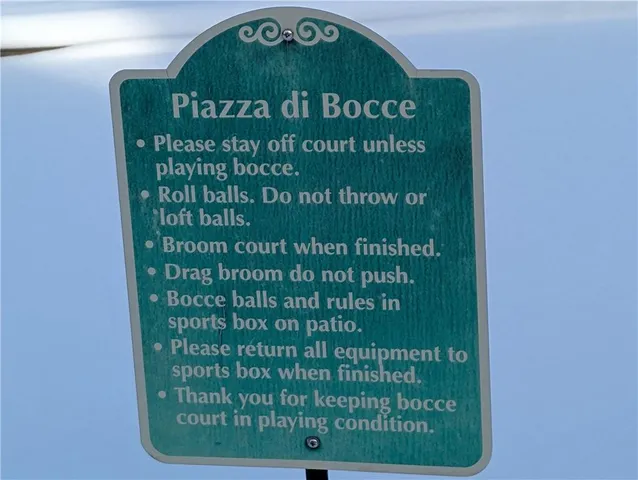 Piazza di Bocce
• Please stay off court unless
playing bocce.
• Roll balls. Do not throw or
loft balls.
• Broom court when finished.
• Drag broom do not push.
• Bocce balls and rules in
sports box on patio.
• Please return all equipment to
sports box when finished.
• Thank you for keeping bocce
court in playing condition.